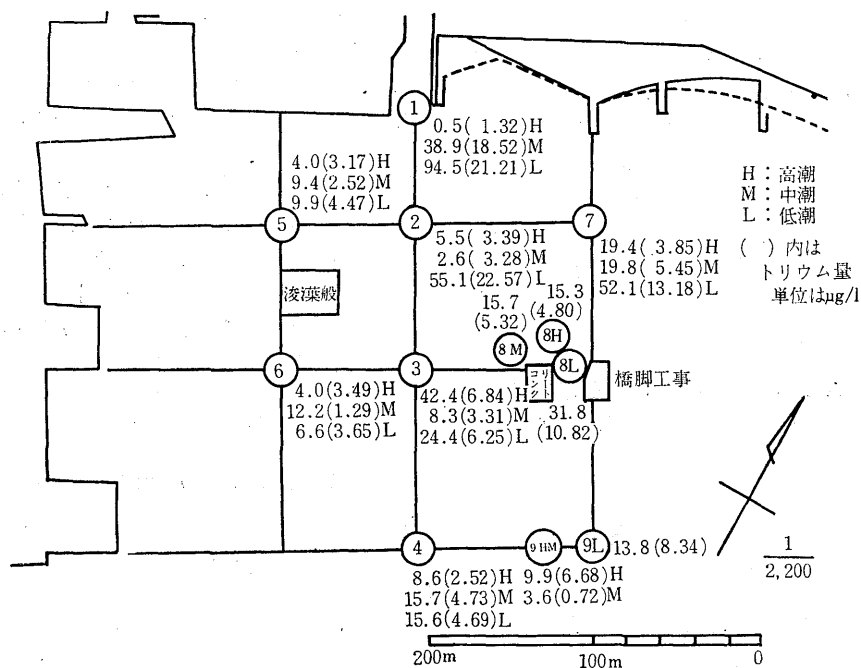 ①
0.5( 1.32)H
38.9(18.52)M
94.5(21.21)L
4.0(3.17)H
9.4(2.52)M
9.9(4.47)L
H：高潮
M：中潮
L：低潮
( )内は
トリウム量
単位はμg/l
⑤
②
⑦
5.5( 3.39)H
2.6( 3.28)M
55.1(22.57)L
19.4( 3.85)H
19.8( 5.45)M
52.1(13.18)L
浚渫船
15.7
(5.32)
15.3
(4.80)
8M
8H
8L
⑥
③
コンクリート
橋脚工事
4.0(3.49)H
12.2(1.29)M
6.6(3.65)L
42.4(6.84)H
8.3(3.31)M
24.4(6.25)L
31.8
(10.82)
④
9HM
9L
13.8(8.34)
8.6(2.52)H
15.7(4.73)M
15.6(4.69)L
9.9(6.68)H
3.6(0.72)M
1
2,200
200m
100m
0